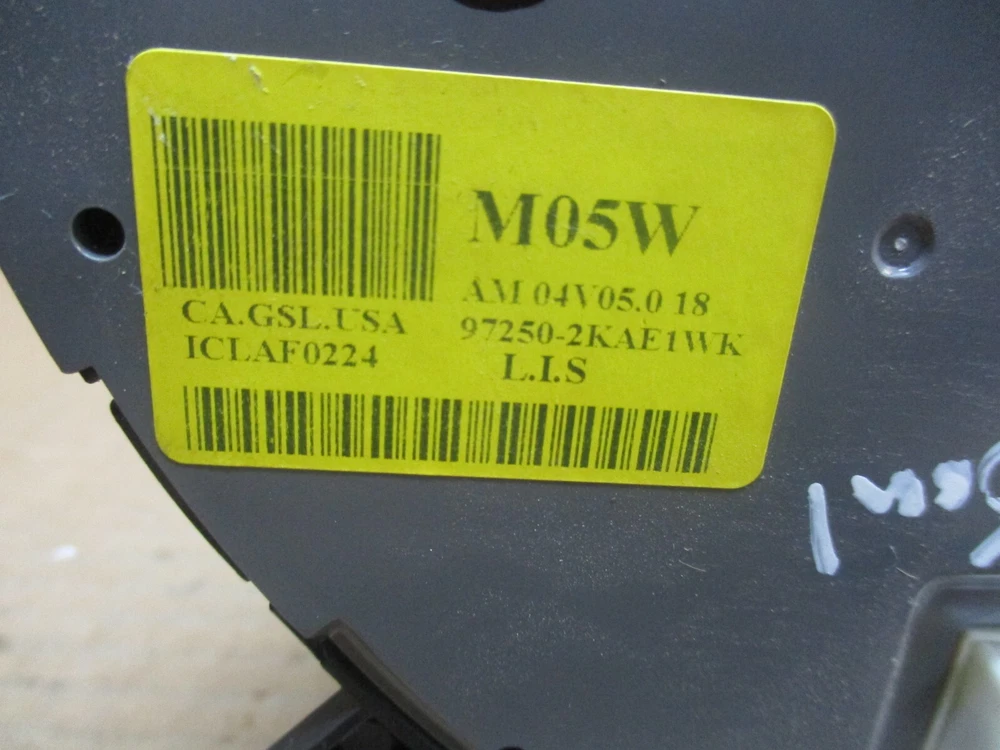 M05W
AM 04V05.0 18
CA.GSL.USA
97250-2KAE1WK
ICLAF0224
L.I.S